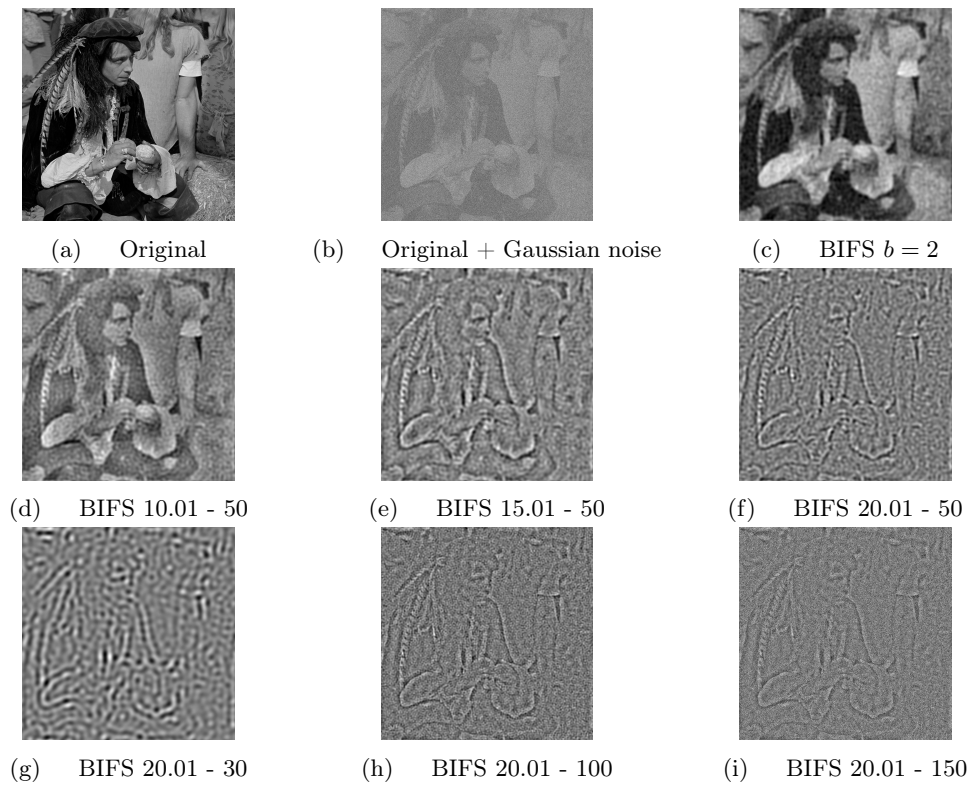 (a) Original
(b) Original + Gaussian noise
(c) BIFS b = 2
(d) BIFS 10.01 - 50
(e) BIFS 15.01 - 50
(f) BIFS 20.01 - 50
(g) BIFS 20.01 - 30
(h) BIFS 20.01 - 100
(i) BIFS 20.01 - 150